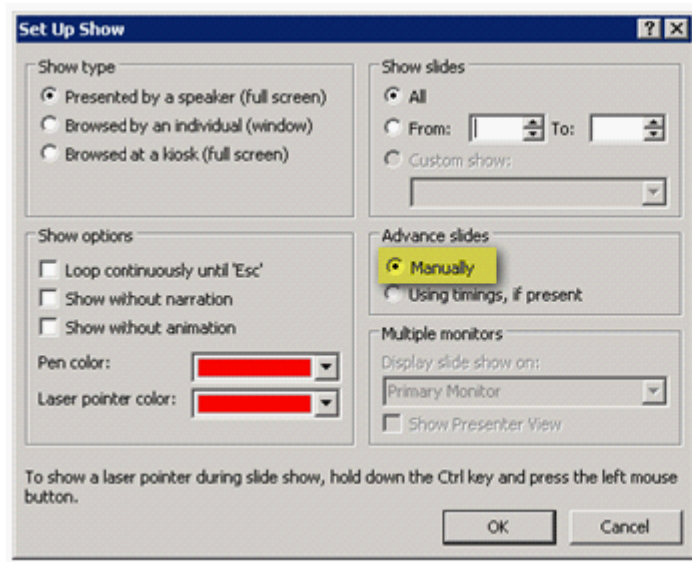 Set Up Show
Show type
Presented by a speaker (full screen)
Browsed by an individual (window)
Browsed at a kiosk (full screen)
Show slides
All
From: To:
Custom show:
Show options
Loop continuously until 'Esc'
Show without narration
Show without animation
Pen color:
Laser pointer color:
Advance slides
Manually
Using timings, if present
Multiple monitors
Display slide show on:
Primary Monitor
Show Presenter View
To show a laser pointer during slide show, hold down the Ctrl key and press the left mouse
button.
OK Cancel